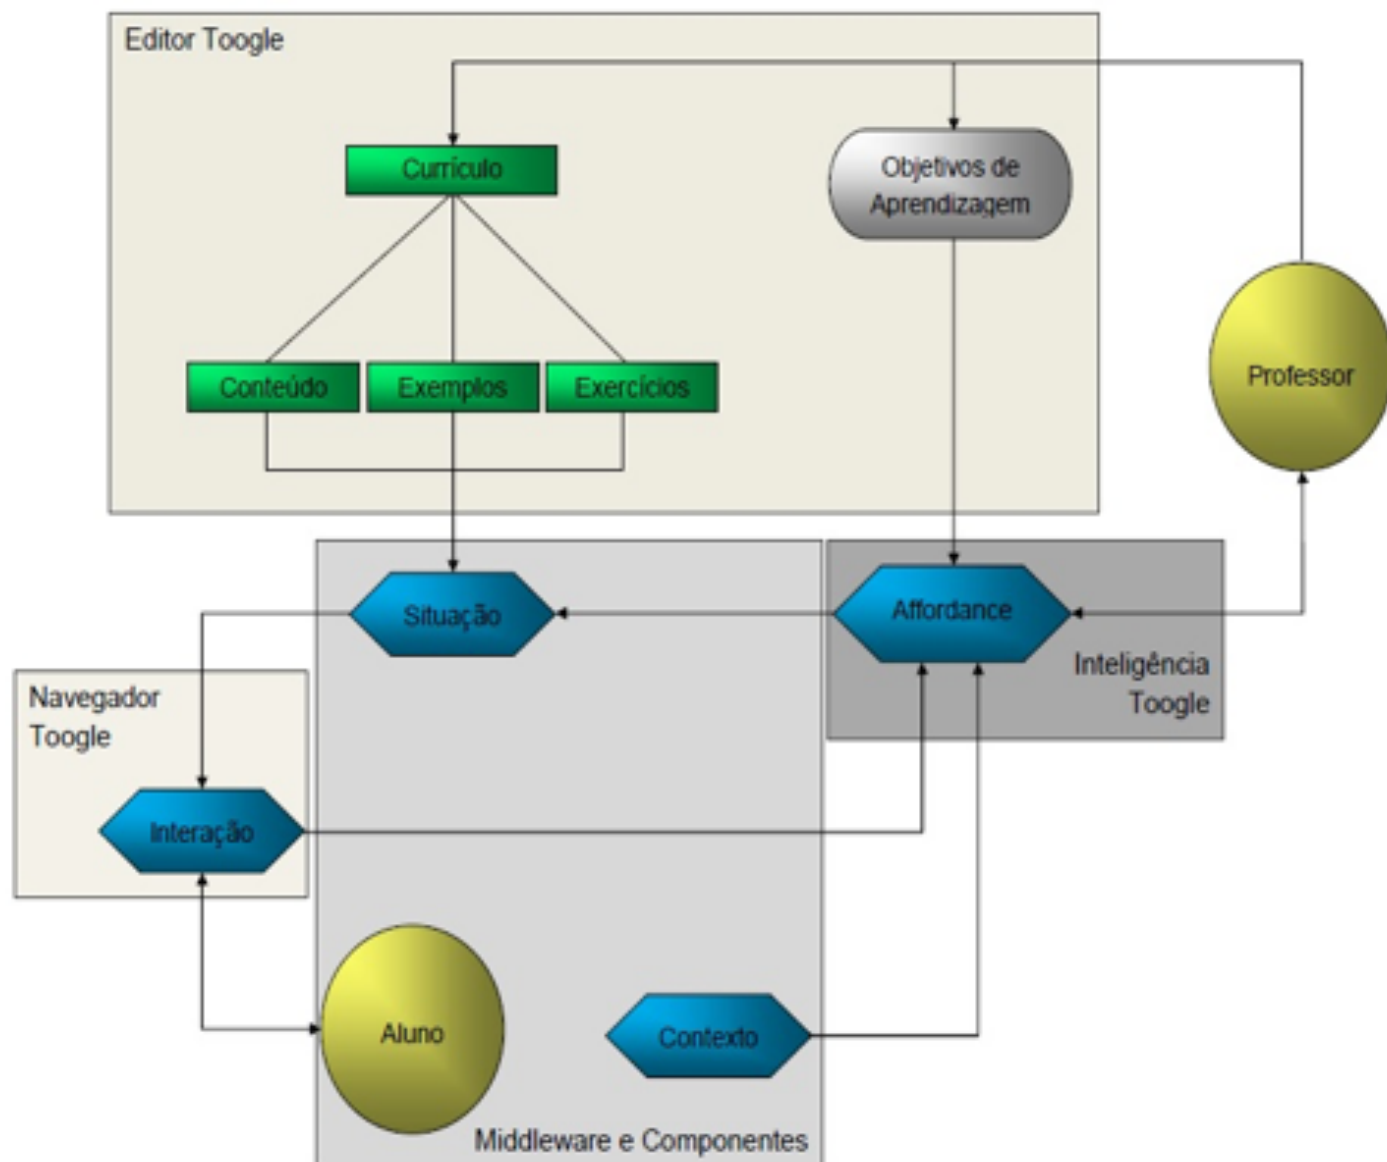 Editor Toogle
Currículo
Objetivos de
Aprendizagem
Conteúdo
Exemplos
Exercícios
Professor
Situação
Affordance
Inteligência
Toogle
Navegador
Toogle
Interação
Aluno
Contexto
Middleware e Componentes